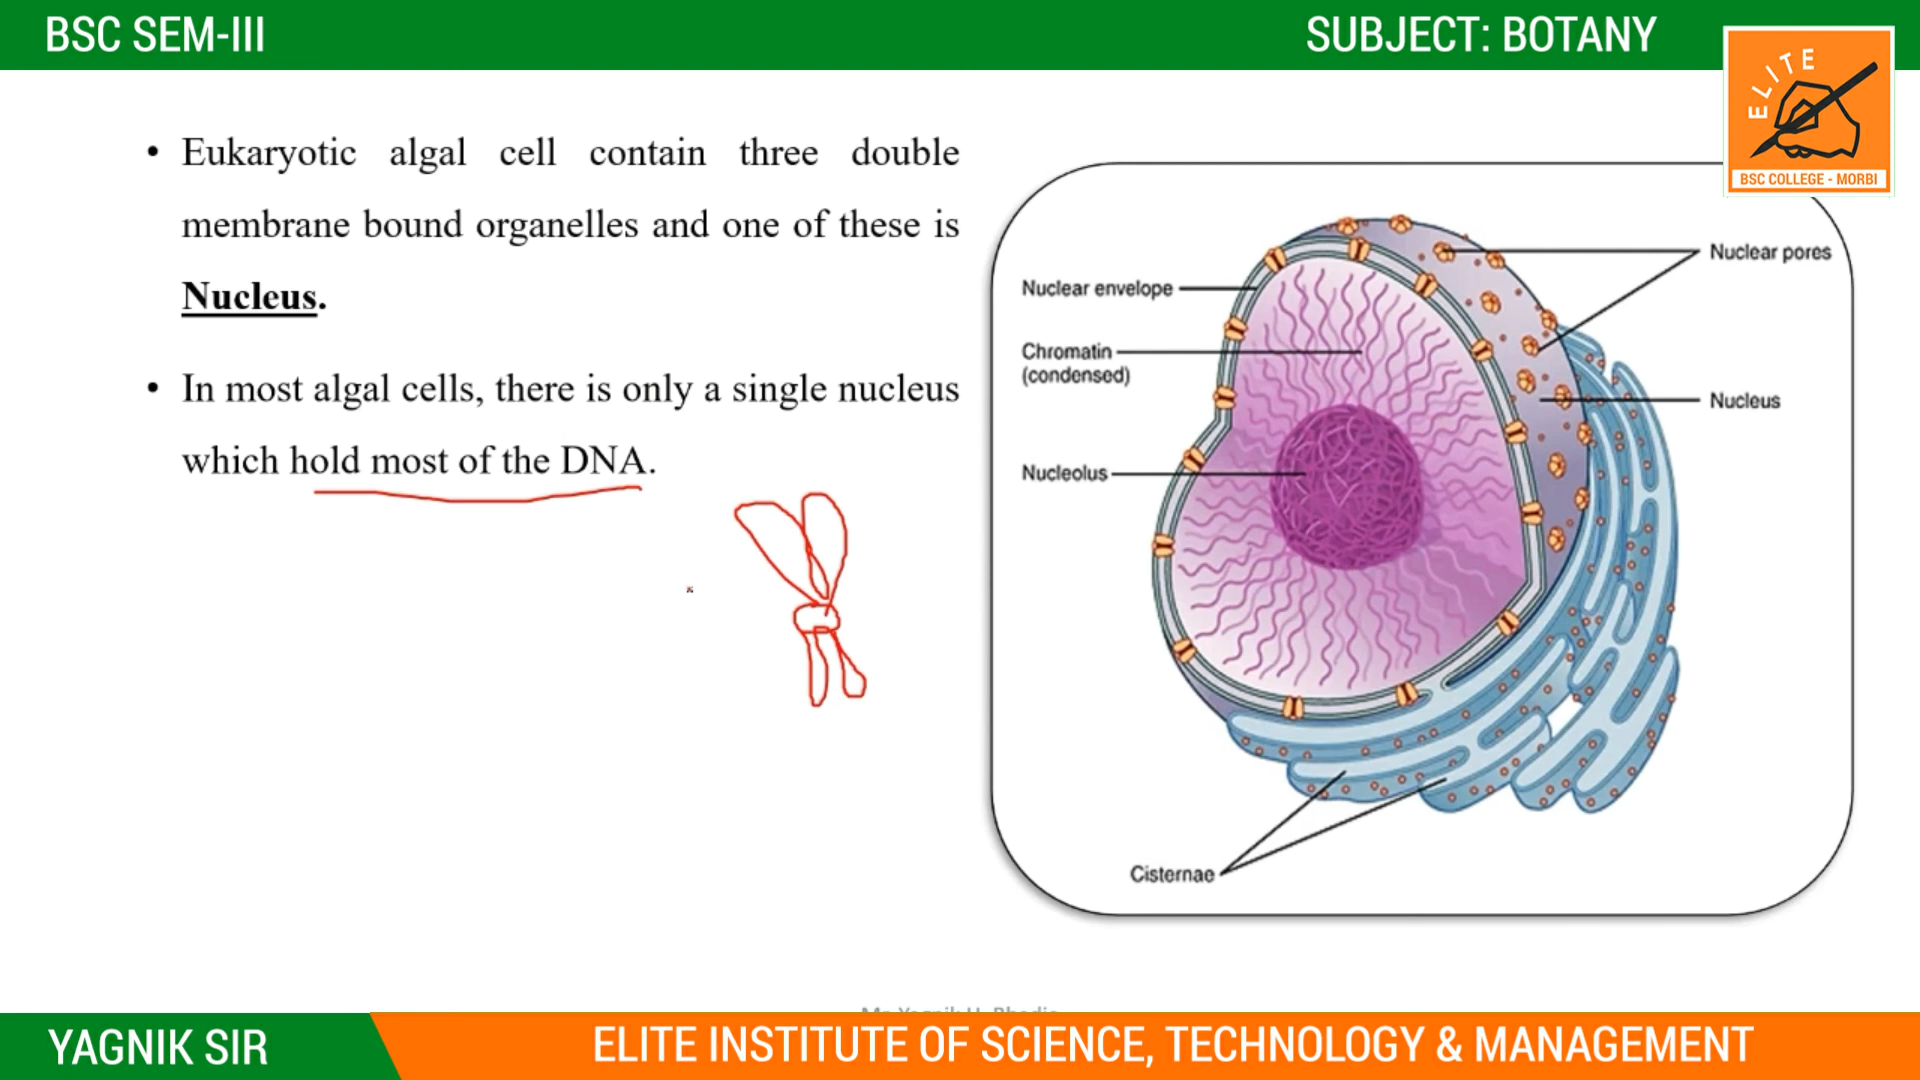 BSC SEM-III
SUBJECT: BOTANY
ELITE
BSC COLLEGE - MORBI
• Eukaryotic algal cell contain three double
membrane bound organelles and one of these is
Nucleus.
• In most algal cells, there is only a single nucleus
which hold most of the DNA.
Nuclear pores
Nuclear envelope
Chromatin
(condensed)
Nucleus
Nucleolus
Cisternae
YAGNIK SIR
ELITE INSTITUTE OF SCIENCE, TECHNOLOGY & MANAGEMENT